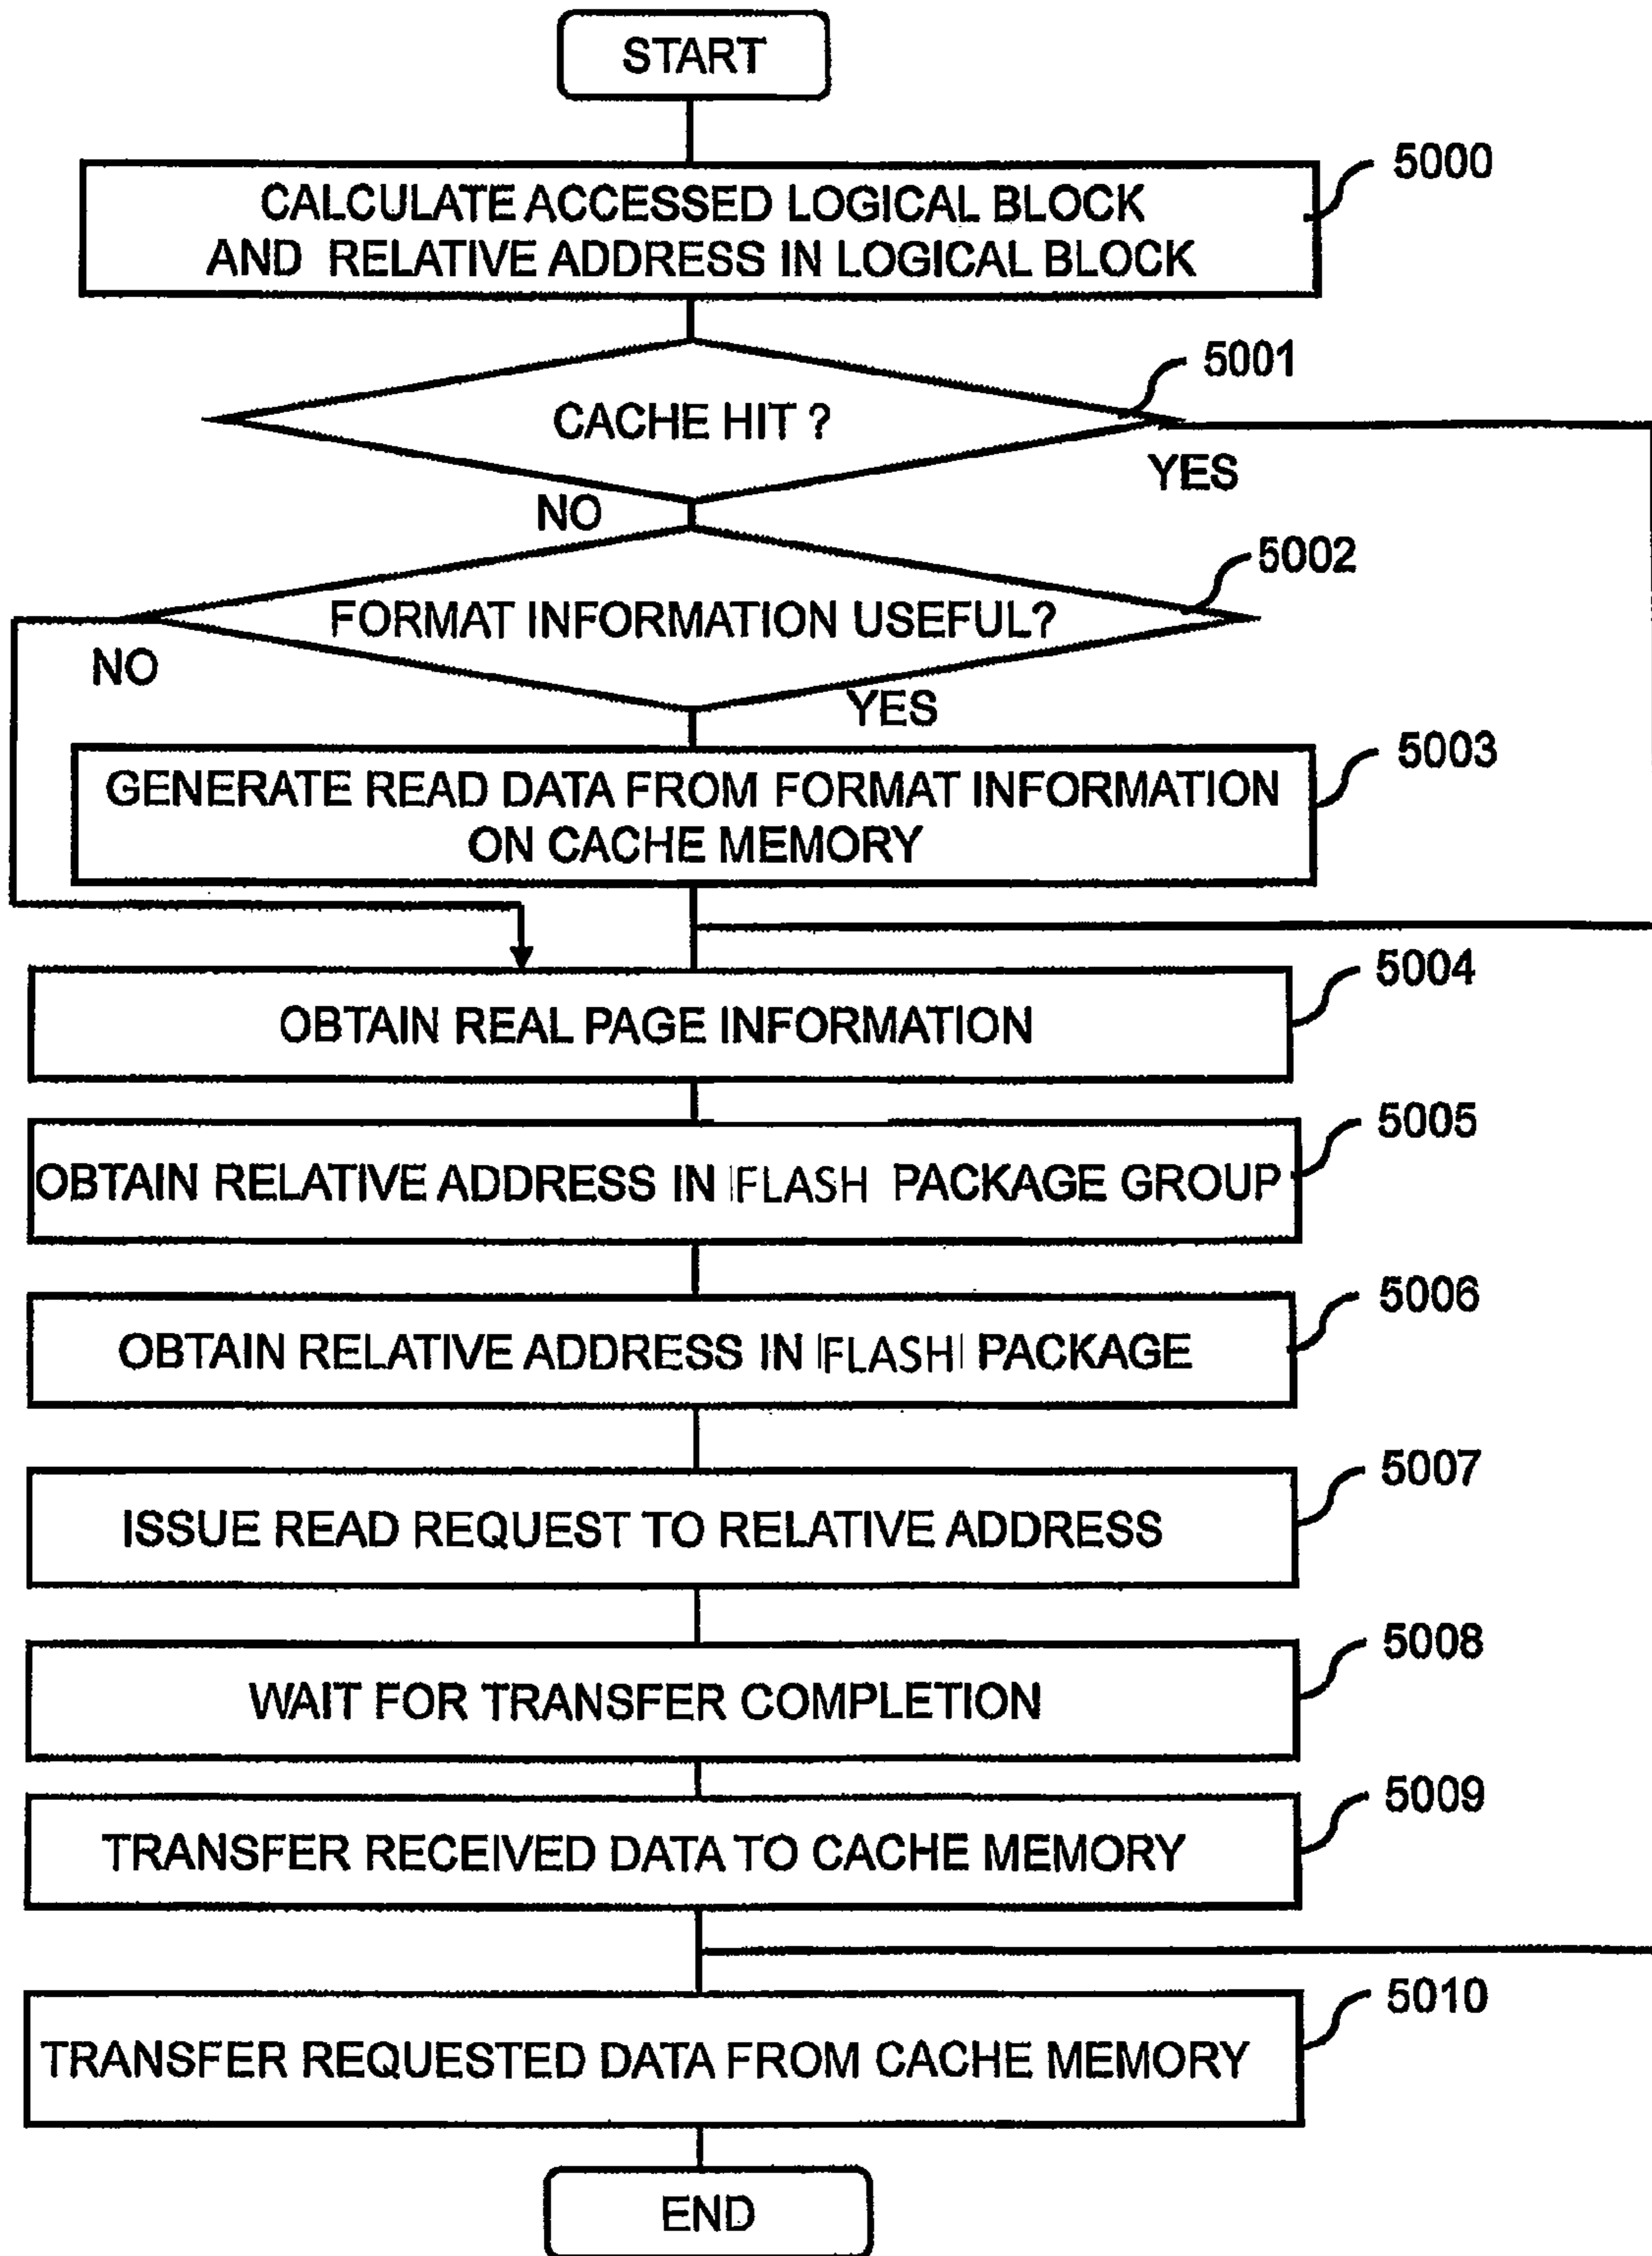 START
5000
CALCULATE ACCESSED LOGICAL BLOCK
AND RELATIVE ADDRESS IN LOGICAL BLOCK
5001
CACHE HIT ?
YES
NO
5002
FORMAT INFORMATION USEFUL?
NO
YES
5003
GENERATE READ DATA FROM FORMAT INFORMATION
ON CACHE MEMORY
5004
OBTAIN REAL PAGE INFORMATION
5005
OBTAIN RELATIVE ADDRESS IN FLASH PACKAGE GROUP
5006
OBTAIN RELATIVE ADDRESS IN FLASH PACKAGE
5007
ISSUE READ REQUEST TO RELATIVE ADDRESS
5008
WAIT FOR TRANSFER COMPLETION
5009
TRANSFER RECEIVED DATA TO CACHE MEMORY
5010
TRANSFER REQUESTED DATA FROM CACHE MEMORY
END